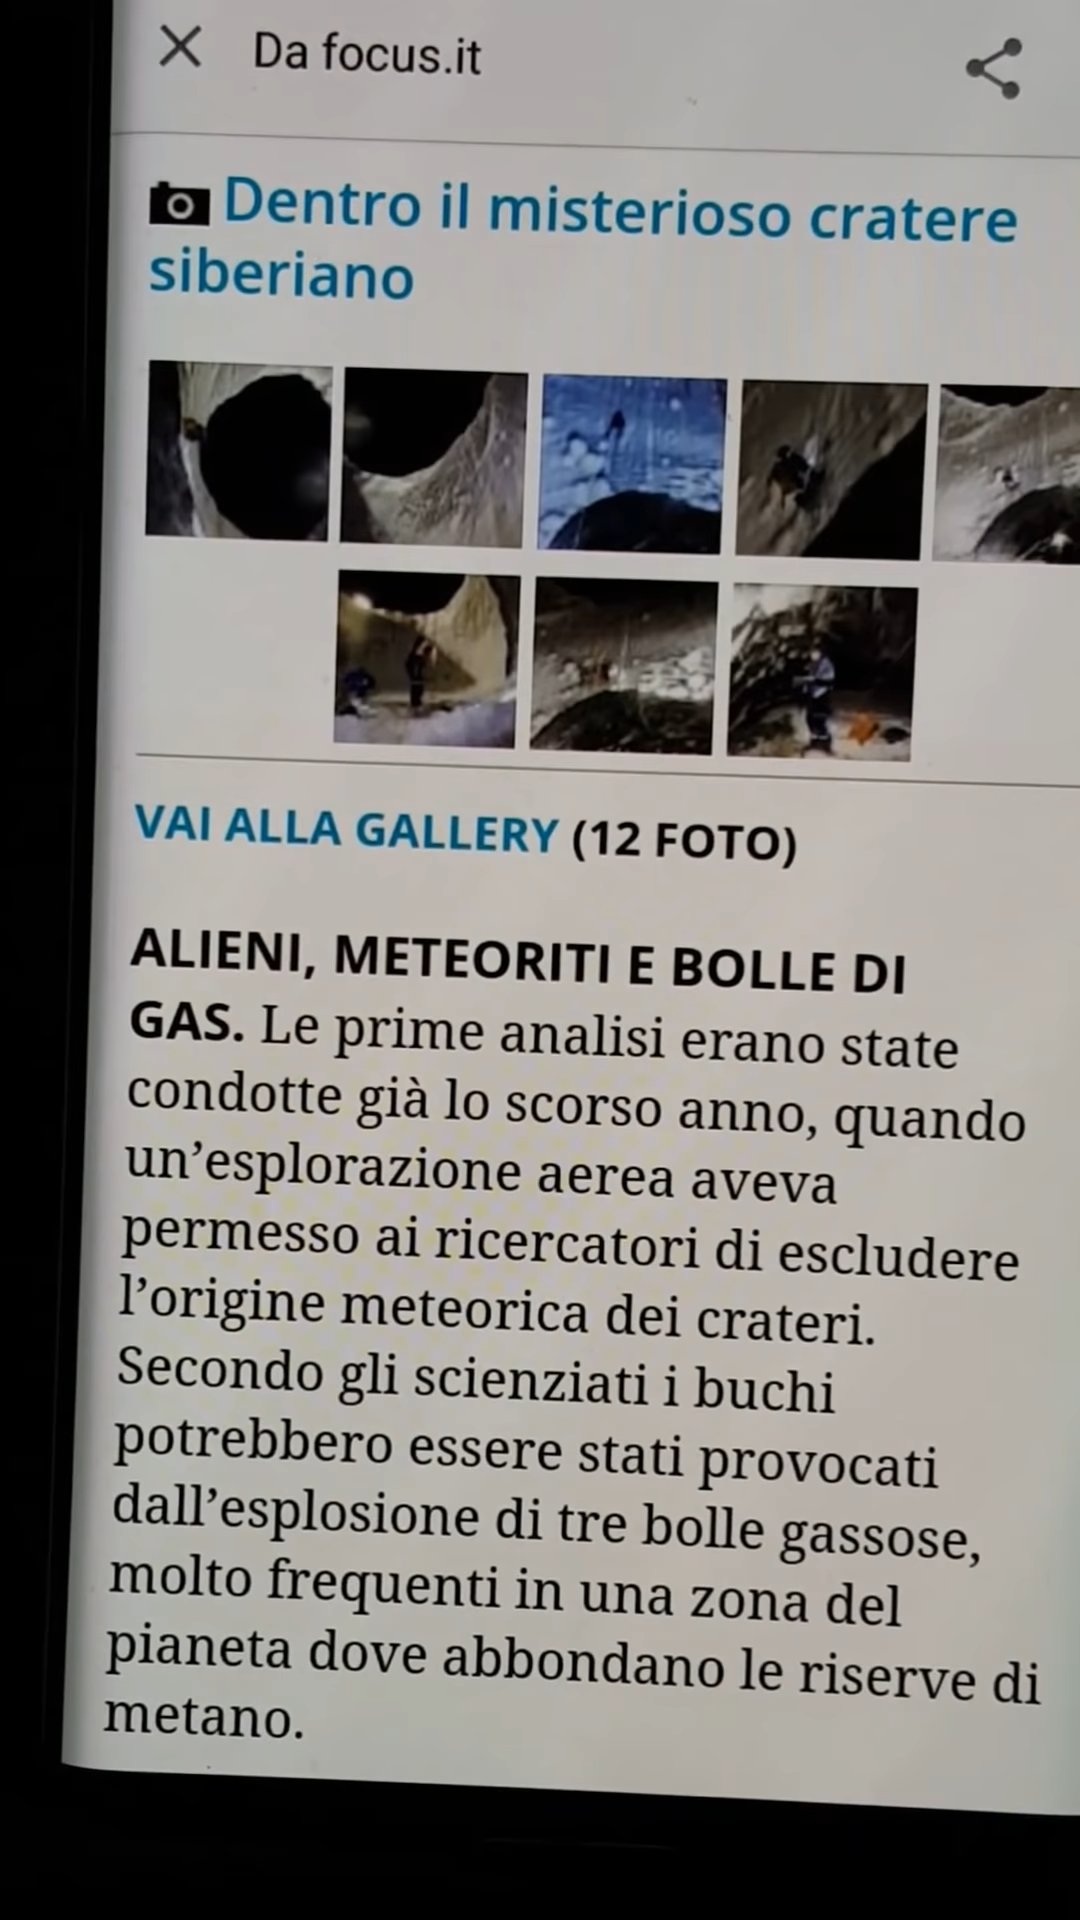 Da focus.it
Dentro il misterioso cratere
siberiano
VAI ALLA GALLERY (12 FOTO)
ALIENI, METEORITI E BOLLE DI
GAS. Le prime analisi erano state
condotte già lo scorso anno, quando
un’esplorazione aerea aveva
permesso ai ricercatori di escludere
l’origine meteorica dei crateri.
Secondo gli scienziati i buchi
potrebbero essere stati provocati
dall’esplosione di tre bolle gassose,
molto frequenti in una zona del
pianeta dove abbondano le riserve di
metano.